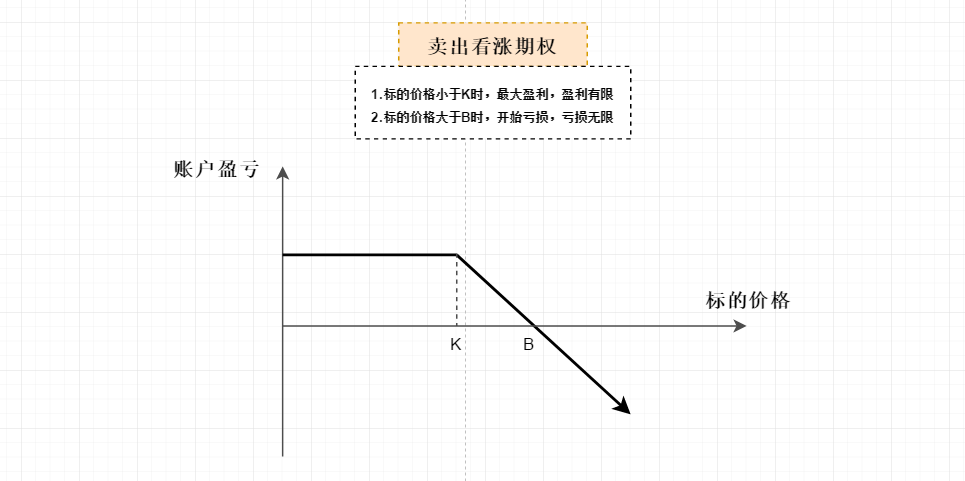 卖出看涨期权
1.标的价格小于K时，最大盈利，盈利有限
2.标的价格大于B时，开始亏损，亏损无限
账户盈亏
标的价格
K
B